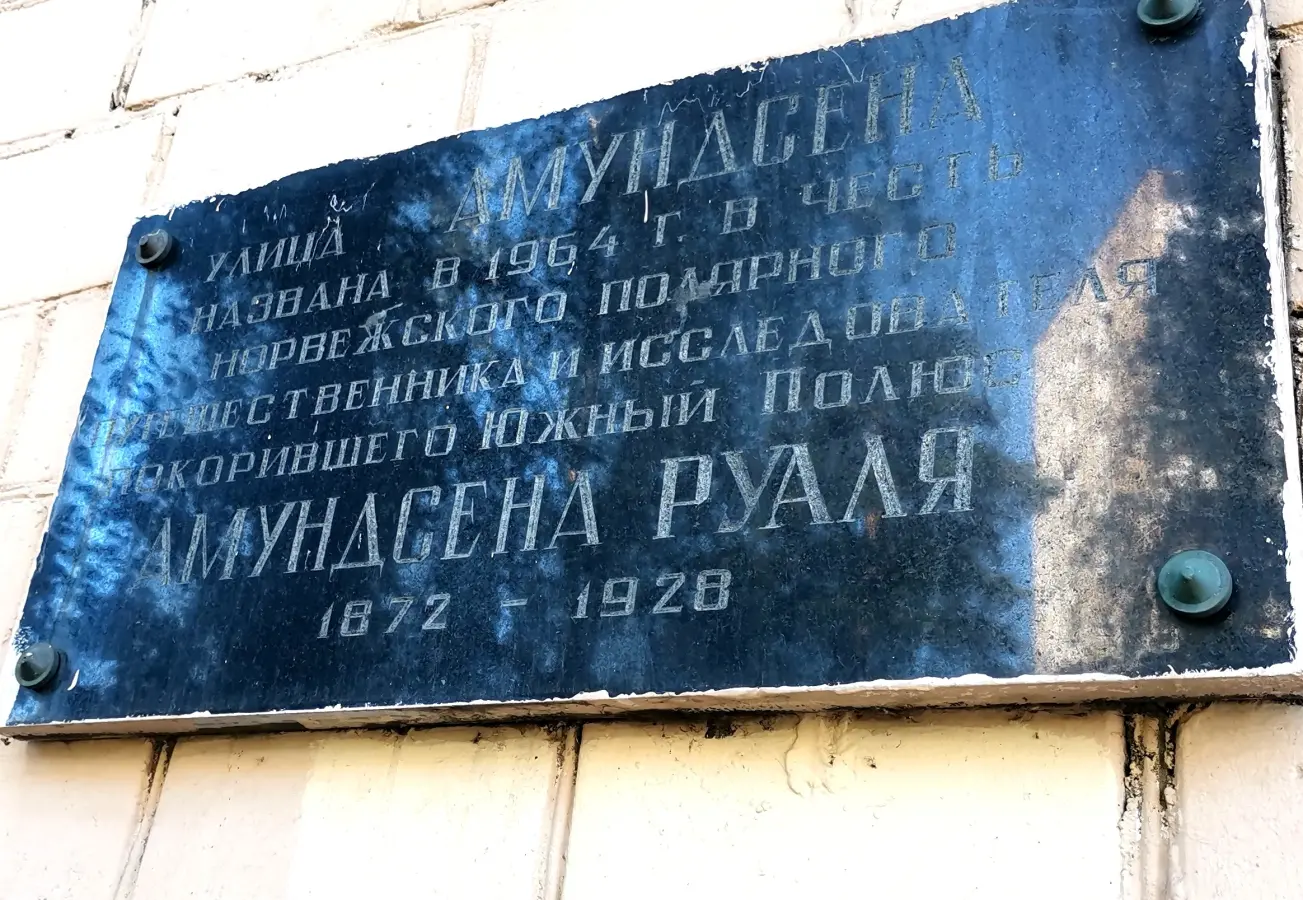 УЛИЦА АМУНДСЕНА
НАЗВАНА В 1964 Г. В ЧЕСТЬ
НОРВЕЖСКОГО ПОЛЯРНОГО
ПУТЕШЕСТВЕННИКА И ИССЛЕДОВАТЕЛЯ
ПОКОРИВШЕГО ЮЖНЫЙ ПОЛЮС
АМУНДСЕНА РУАЛЯ
1872 - 1928